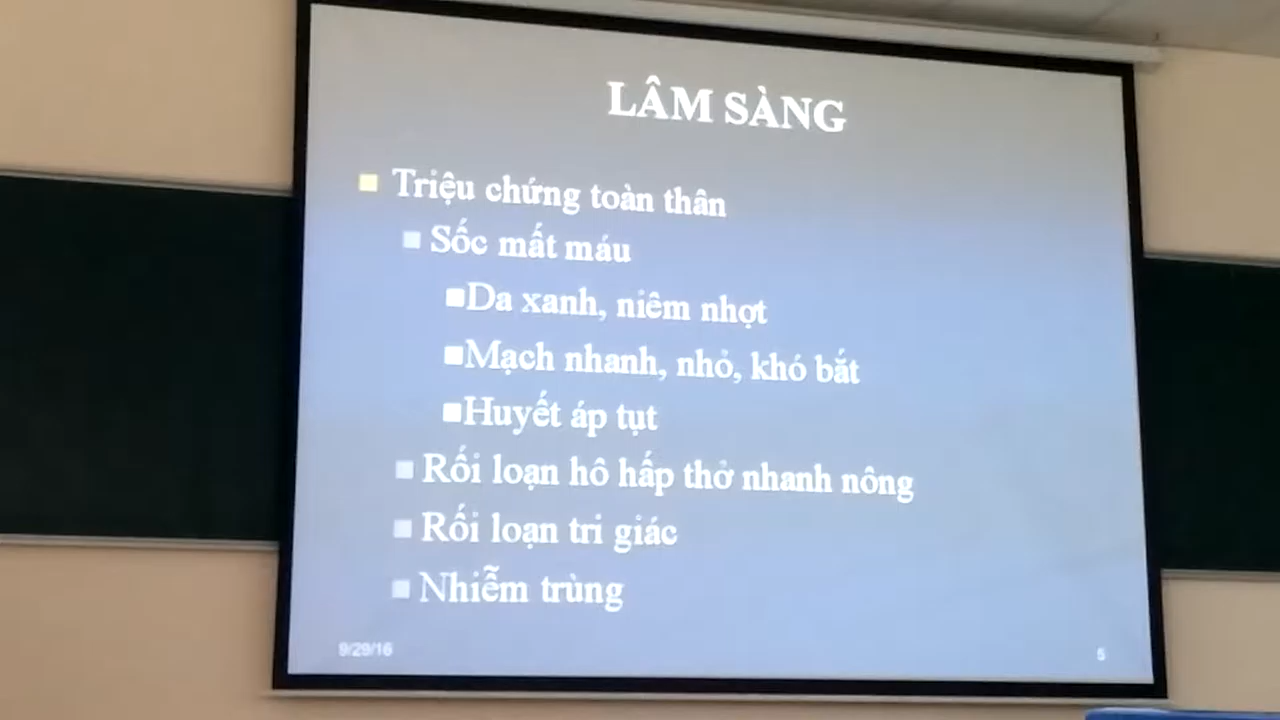 LÂM SÀNG
Triệu chứng toàn thân
Sốc mất máu
Da xanh, niêm nhợt
Mạch nhanh, nhỏ, khó bắt
Huyết áp tụt
Rối loạn hô hấp thở nhanh nông
Rối loạn tri giác
Nhiễm trùng
9/29/16
5